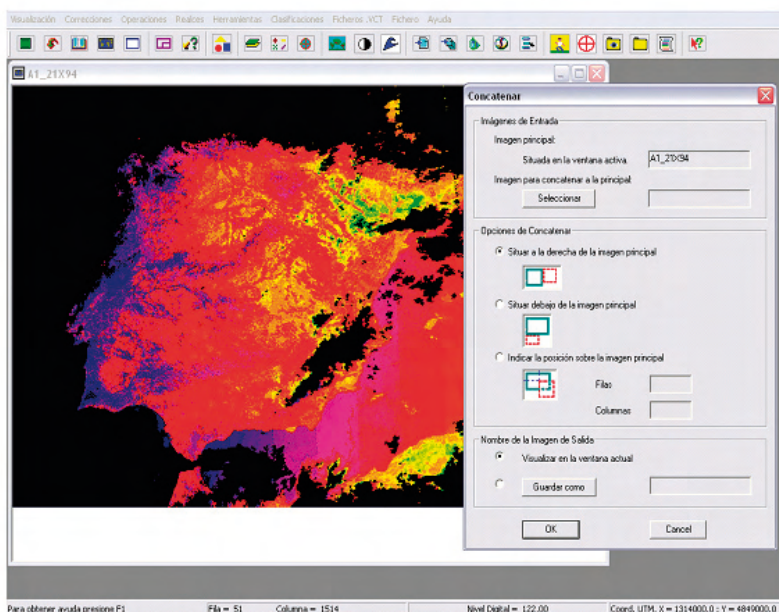 Visualización Correcciones Operaciones Realces Herramientas Clasificaciones Ficheros .VCT Fichero Ayuda
A1_21X94
Concatenar
Imágenes de Entrada
Imagen principal:
Situada en la ventana activa A1_21X94
Imagen para concatenar a la principal:
Seleccionar
Opciones de Concatenar
Situar a la derecha de la imagen principal
Situar debajo de la imagen principal
Indicar la posición sobre la imagen principal
Filas
Columnas
Nombre de la Imagen de Salida
Visualizar en la ventana actual
Guardar como
OK Cancel
Para obtener ayuda presione F1 Fila = 51 Columna = 1514 Nivel Digital = 122.00 Coord. UTM. X = 1314000.0 : Y = 4849000.0